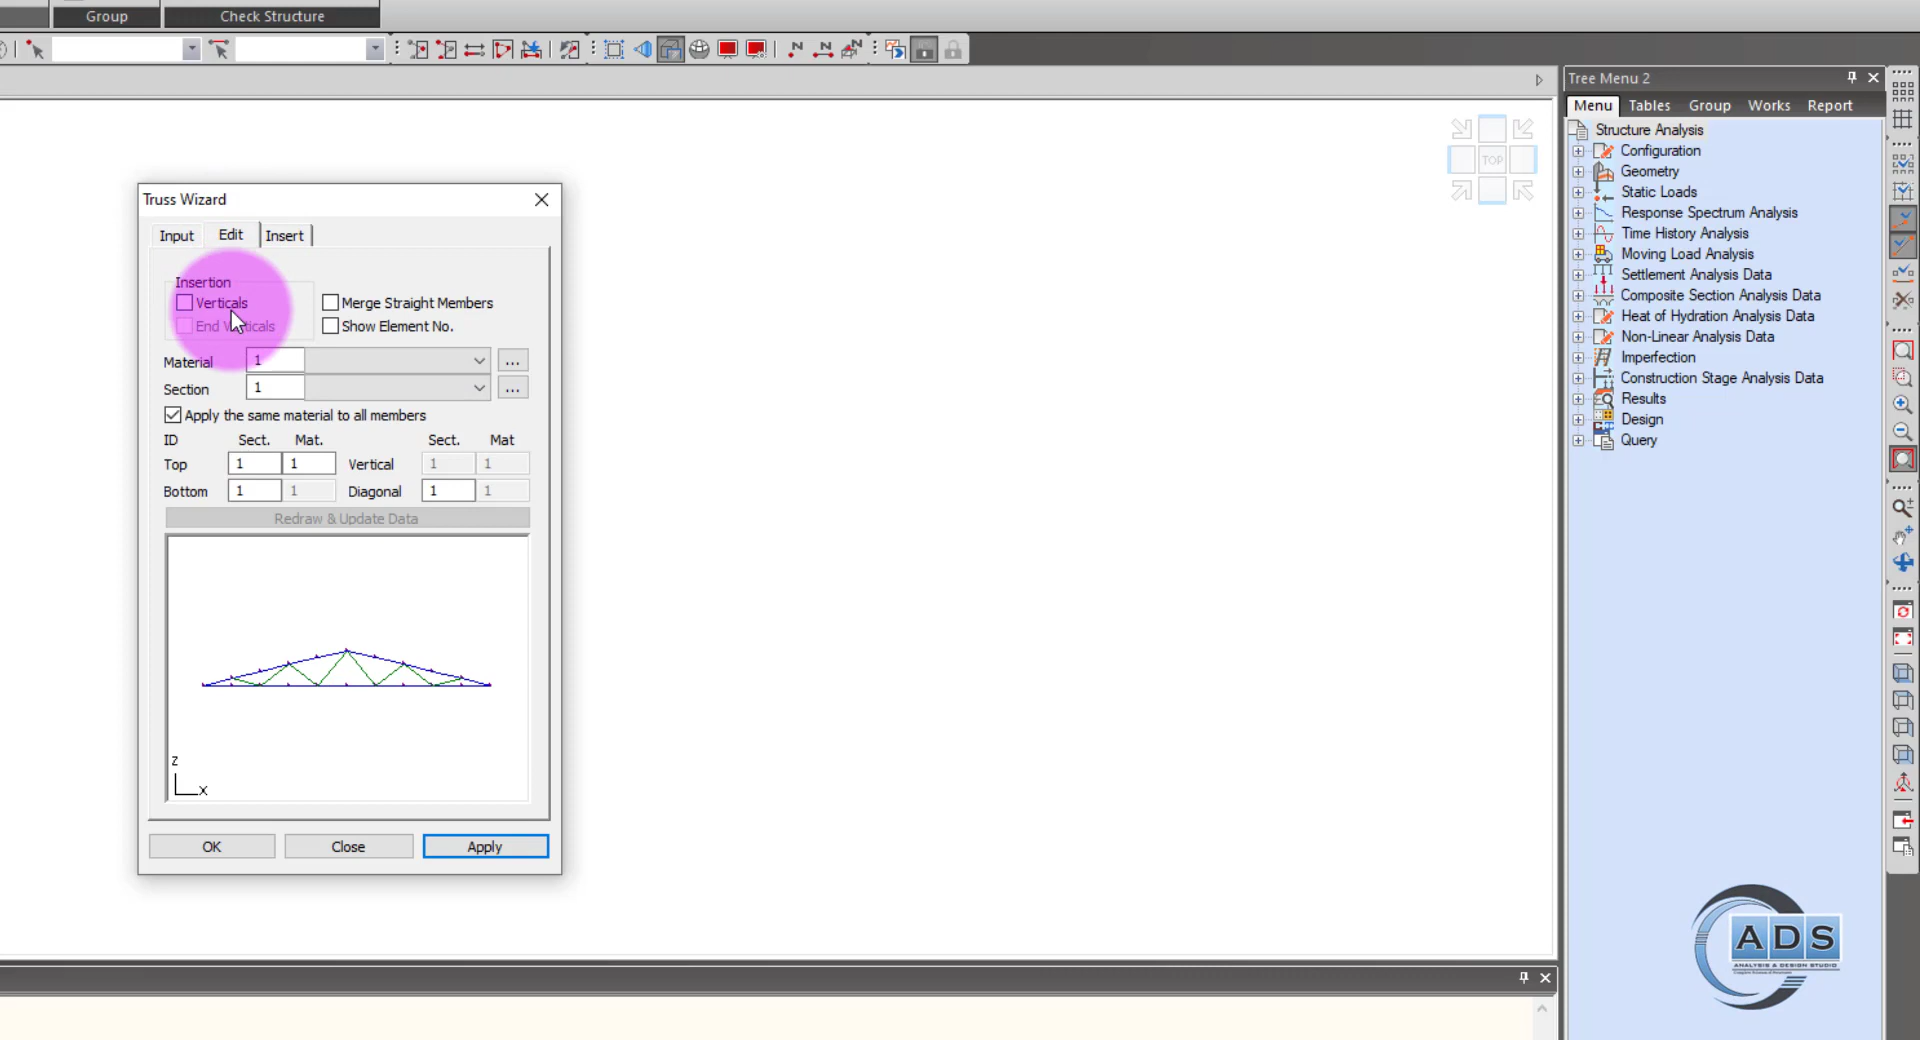 Group
Check Structure
Tree Menu 2
Menu Tables Group Works Report
Structure Analysis
Configuration
Geometry
Static Loads
Response Spectrum Analysis
Time History Analysis
Moving Load Analysis
Settlement Analysis Data
Composite Section Analysis Data
Heat of Hydration Analysis Data
Non-Linear Analysis Data
Imperfection
Construction Stage Analysis Data
Results
Design
Query
TOP
Truss Wizard
Input Edit Insert
Insertion
Verticals Merge Straight Members
End Verticals Show Element No.
Material 1 ...
Section 1 ...
Apply the same material to all members
ID Sect. Mat. Sect. Mat
Top 1 1 Vertical 1 1
Bottom 1 1 Diagonal 1 1
Redraw & Update Data
Z
X
OK Close Apply
ADS
ANALYSIS & DESIGN STUDIO